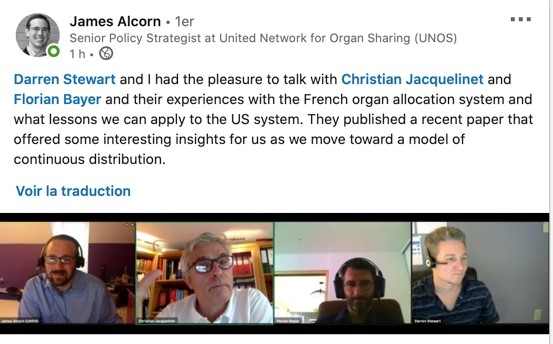 James Alcorn • 1er
Senior Policy Strategist at United Network for Organ Sharing (UNOS)
1 h •
Darren Stewart and I had the pleasure to talk with Christian Jacquelinet and
Florian Bayer and their experiences with the French organ allocation system and
what lessons we can apply to the US system. They published a recent paper that
offered some interesting insights for us as we move toward a model of
continuous distribution.
Voir la traduction
James Alcorn (UNOS)
Christian Jacquelinet
Florian Bayer
Darren Stewart